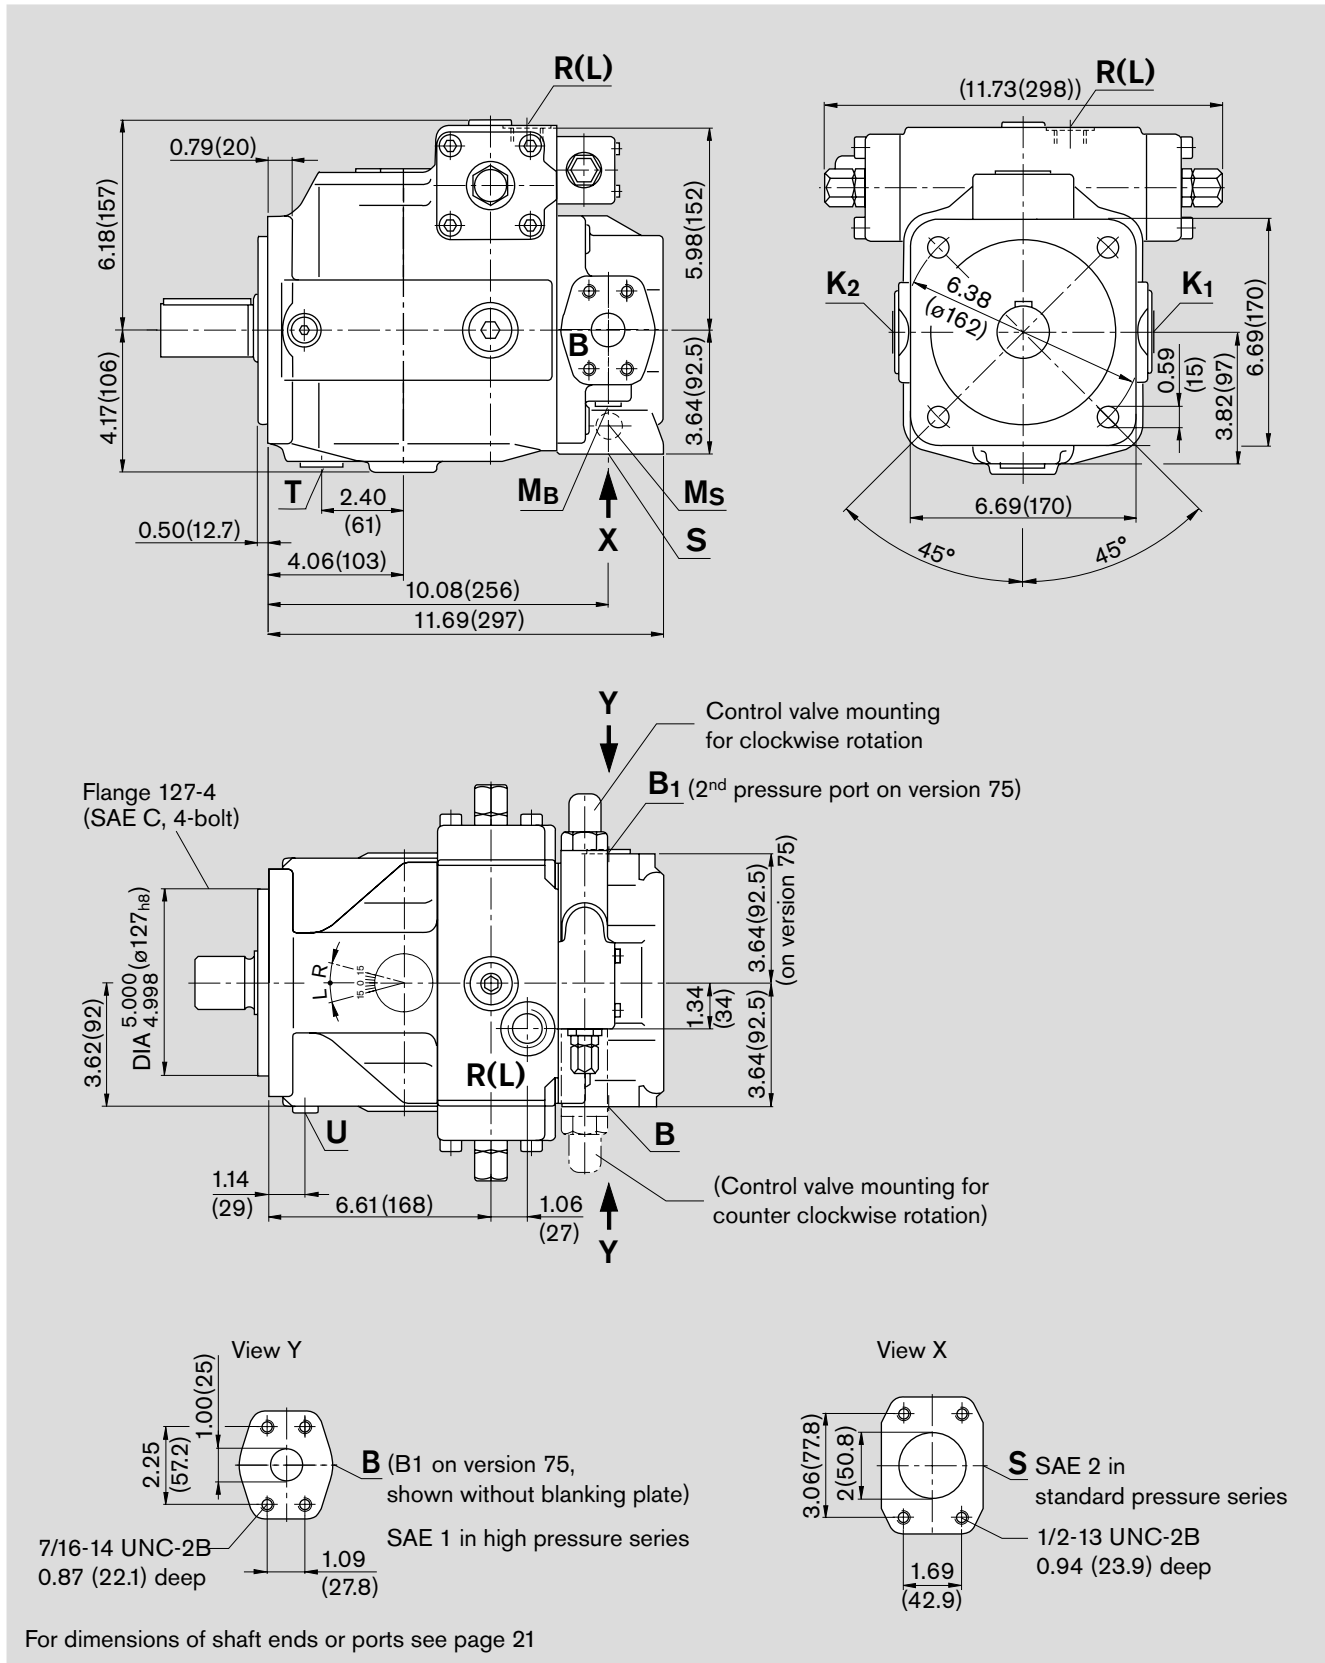 R(L)
0.79(20)
6.18(157)
4.17(106)
5.98(152)
3.64(92.5)
B
T
MB
MS
X
S
2.40
(61)
0.50(12.7)
4.06(103)
10.08(256)
11.69(297)
R(L)
(11.73(298))
K2
K1
6.38
(ø162)
6.69(170)
0.59
(15)
3.82(97)
6.69(170)
45°
45°
Y
Control valve mounting
for clockwise rotation
B1 (2nd pressure port on version 75)
Flange 127-4
(SAE C, 4-bolt)
3.62(92)
DIA 5.000
4.998 (ø127h8)
L R
15 0 15
R(L)
3.64(92.5)
(on version 75)
1.34
(34)
3.64(92.5)
U
B
1.14
(29)
6.61(168)
1.06
(27)
Y
(Control valve mounting for
counter clockwise rotation)
View Y
1.00(25)
2.25
(57.2)
B (B1 on version 75,
shown without blanking plate)
SAE 1 in high pressure series
7/16-14 UNC-2B
0.87 (22.1) deep
1.09
(27.8)
View X
3.06(77.8)
2(50.8)
S SAE 2 in
standard pressure series
1/2-13 UNC-2B
0.94 (23.9) deep
1.69
(42.9)
For dimensions of shaft ends or ports see page 21